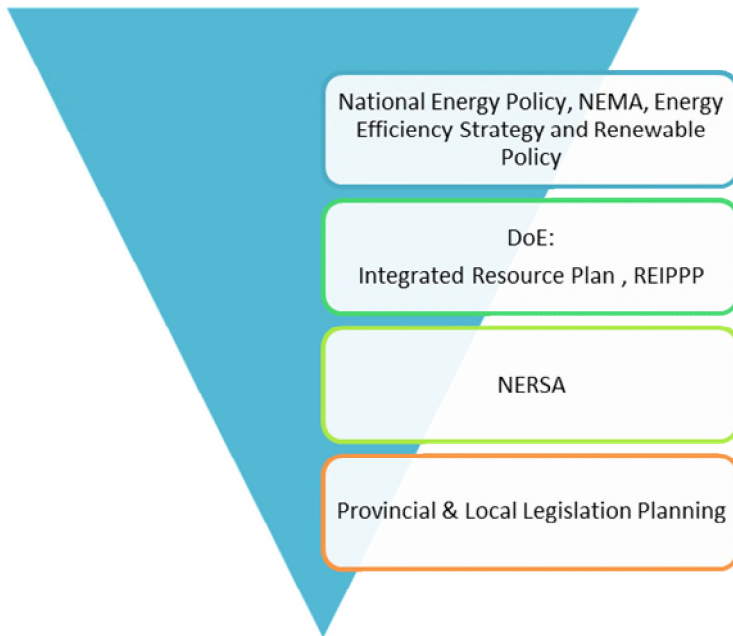 National Energy Policy, NEMA, Energy
Efficiency Strategy and Renewable
Policy
DoE:
Integrated Resource Plan , REIPPP
NERSA
Provincial & Local Legislation Planning